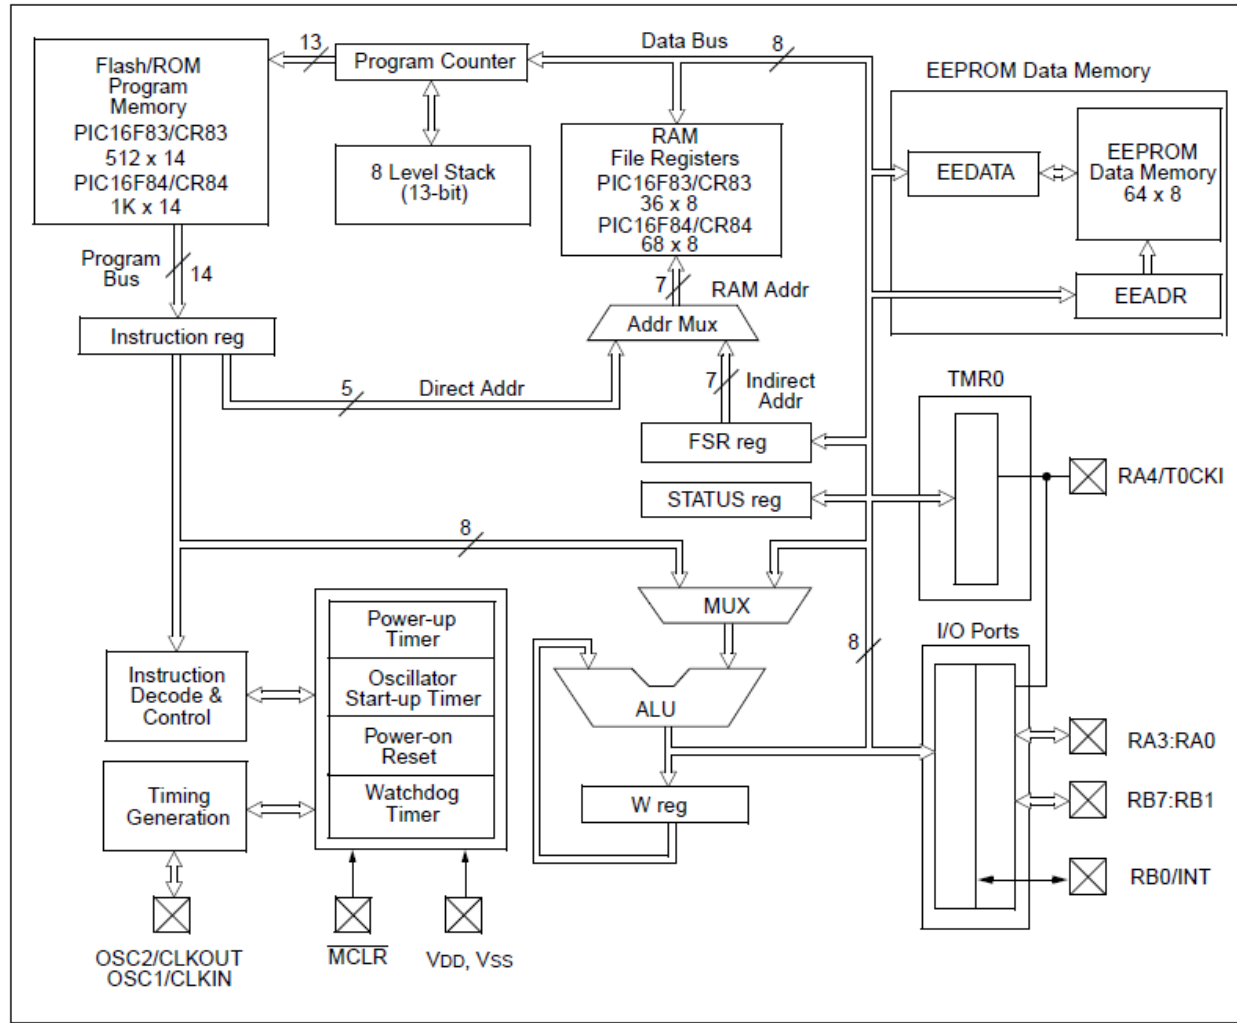 Flash/ROM
Program
Memory
PIC16F83/CR83
512 x 14
PIC16F84/CR84
1K x 14
13
Program Counter
8 Level Stack
(13-bit)
Data Bus
8
RAM
File Registers
PIC16F83/CR83
36 x 8
PIC16F84/CR84
68 x 8
EEPROM Data Memory
EEDATA
EEPROM
Data Memory
64 x 8
EEADR
Program
Bus
14
7
RAM Addr
Addr Mux
Instruction reg
5
Direct Addr
7
Indirect
Addr
FSR reg
STATUS reg
TMR0
RA4/T0CKI
8
MUX
8
I/O Ports
Power-up
Timer
Oscillator
Start-up Timer
Power-on
Reset
Watchdog
Timer
Instruction
Decode &
Control
Timing
Generation
ALU
W reg
RA3:RA0
RB7:RB1
RB0/INT
OSC2/CLKOUT
OSC1/CLKIN
MCLR
VDD, VSS